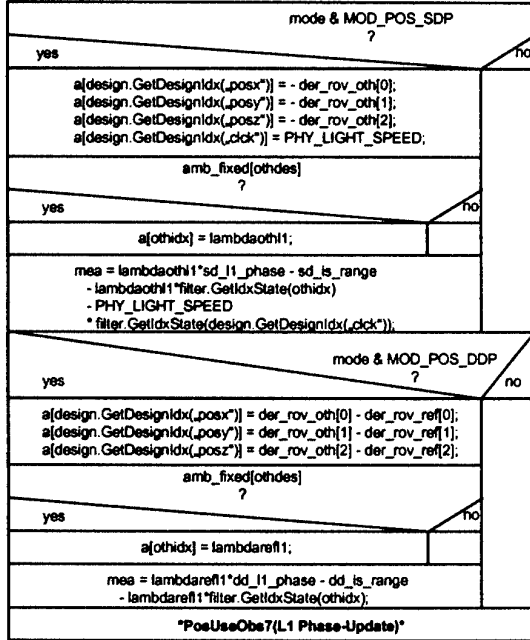 mode & MOD_POS_SDP
?
yes
no
a[design.GetDesignIdx(„posx“)] = - der_rov_oth[0];
a[design.GetDesignIdx(„posy“)] = - der_rov_oth[1];
a[design.GetDesignIdx(„posz“)] = - der_rov_oth[2];
a[design.GetDesignIdx(„clck“)] = PHY_LIGHT_SPEED;
amb_fixed[othdes]
?
yes
no
a[othidx] = lambdaothl1;
mea = lambdaothl1*sd_l1_phase - sd_is_range
- lambdaothl1*filter.GetIdxState(othidx)
- PHY_LIGHT_SPEED
* filter.GetIdxState(design.GetDesignIdx(„clck“));
mode & MOD_POS_DDP
?
yes
no
a[design.GetDesignIdx(„posx“)] = der_rov_oth[0] - der_rov_ref[0];
a[design.GetDesignIdx(„posy“)] = der_rov_oth[1] - der_rov_ref[1];
a[design.GetDesignIdx(„posz“)] = der_rov_oth[2] - der_rov_ref[2];
amb_fixed[othdes]
?
yes
no
a[othidx] = lambdarefl1;
mea = lambdarefl1*dd_l1_phase - dd_is_range
- lambdarefl1*filter.GetIdxState(othidx);
"PosUseObs7(L1 Phase-Update)"